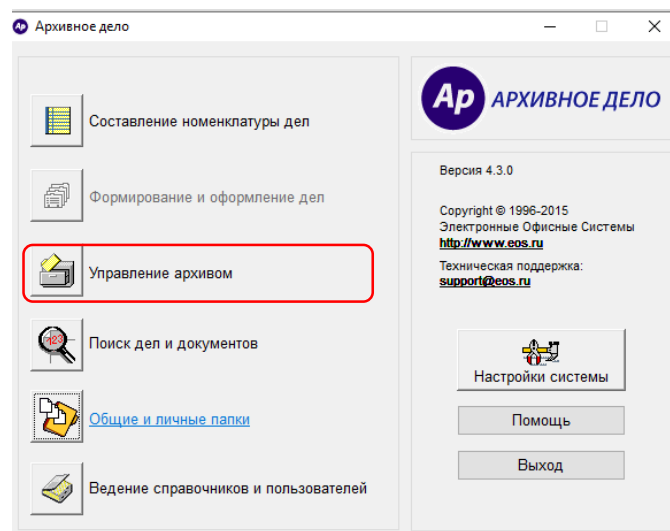 Архивное дело
Составление номенклатуры дел
Формирование и оформление дел
Управление архивом
Поиск дел и документов
Общие и личные папки
Ведение справочников и пользователей
Ар АРХИВНОЕ ДЕЛО
Версия 4.3.0
Copyright © 1996-2015
Электронные Офисные Системы
http://www.eos.ru
Техническая поддержка:
support@eos.ru
Настройки системы
Помощь
Выход